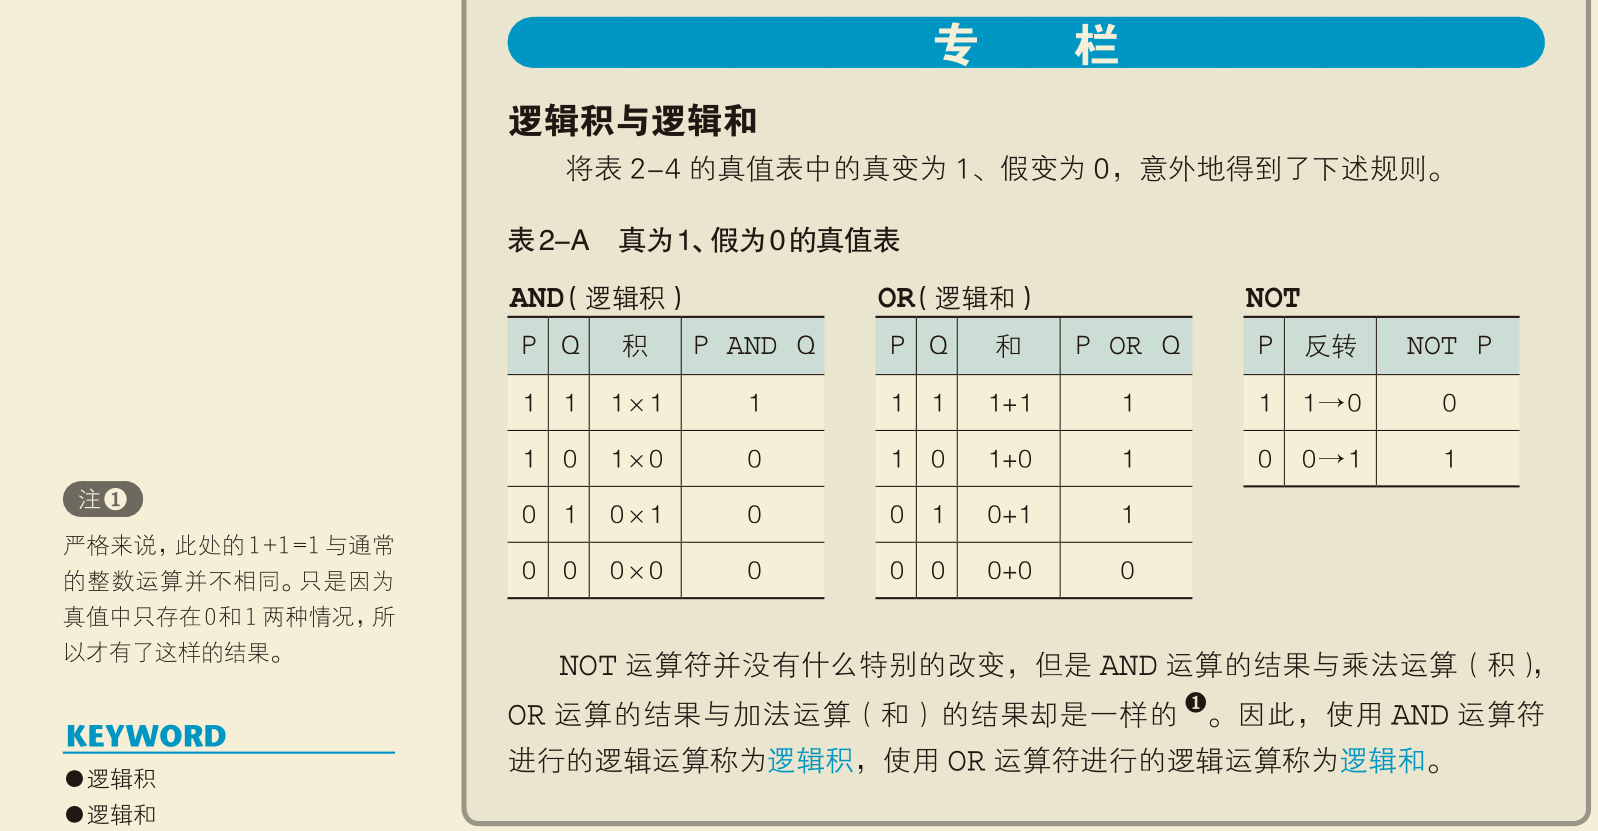 专 栏
逻辑积与逻辑和
将表 2-4 的真值表中的真变为 1、假变为 0，意外地得到了下述规则。
表2-A 真为1、假为0的真值表
AND（逻辑积）
P Q 积 P AND Q
1 1 1×1 1
1 0 1×0 0
0 1 0×1 0
0 0 0×0 0
OR（逻辑和）
P Q 和 P OR Q
1 1 1+1 1
1 0 1+0 1
0 1 0+1 1
0 0 0+0 0
NOT
P 反转 NOT P
1 1→0 0
0 0→1 1
NOT 运算符并没有什么特别的改变，但是 AND 运算的结果与乘法运算（积），
OR 运算的结果与加法运算（和）的结果却是一样的❶。因此，使用 AND 运算符
进行的逻辑运算称为逻辑积，使用 OR 运算符进行的逻辑运算称为逻辑和。
注❶
严格来说，此处的1+1=1与通常
的整数运算并不相同。只是因为
真值中只存在0和1两种情况，所
以才有了这样的结果。
KEYWORD
●逻辑积
●逻辑和